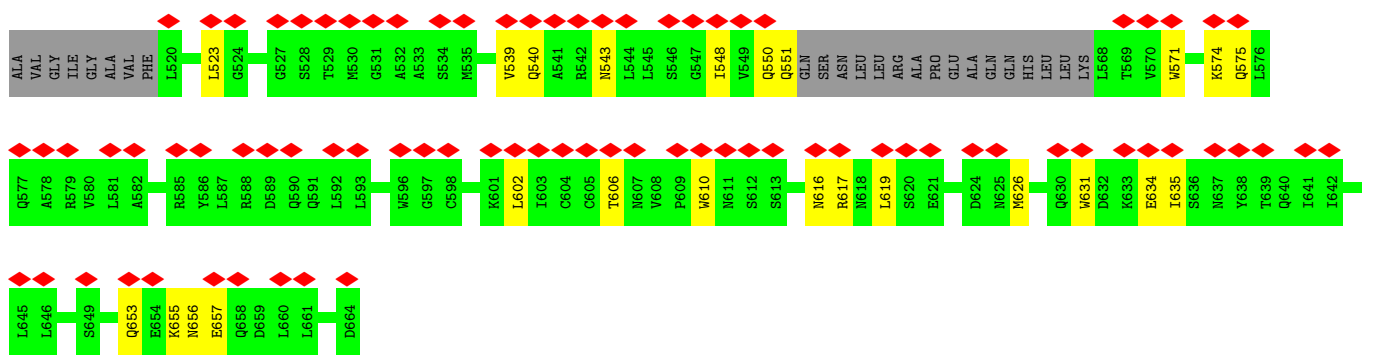 ALA VAL GLY ILE GLY ALA VAL PHE L520 L523 G524 G527 S528 T529 M530 G531 A532 A533 S534 M535 V539 Q540 A541 R542 N543 L544 L545 S546 G547 I548 V549 Q550 Q551 GLN SER ASN LEU LEU ARG ALA PRO GLU ALA GLN GLN HIS LEU LEU LYS L568 T569 V570 W571 K574 Q575 L576
Q577 A578 R579 V580 L581 A582 R585 Y586 L587 R588 D589 Q590 Q591 L592 L593 W596 G597 C598 K601 L602 I603 C604 C605 T606 N607 V608 P609 W610 N611 S612 S613 N616 R617 N618 L619 S620 E621 D624 N625 M626 Q630 W631 D632 K633 E634 I635 S636 N637 Y638 T639 Q640 I641 I642
L645 L646 S649 Q653 E654 K655 N656 E657 Q658 D659 L660 L661 D664